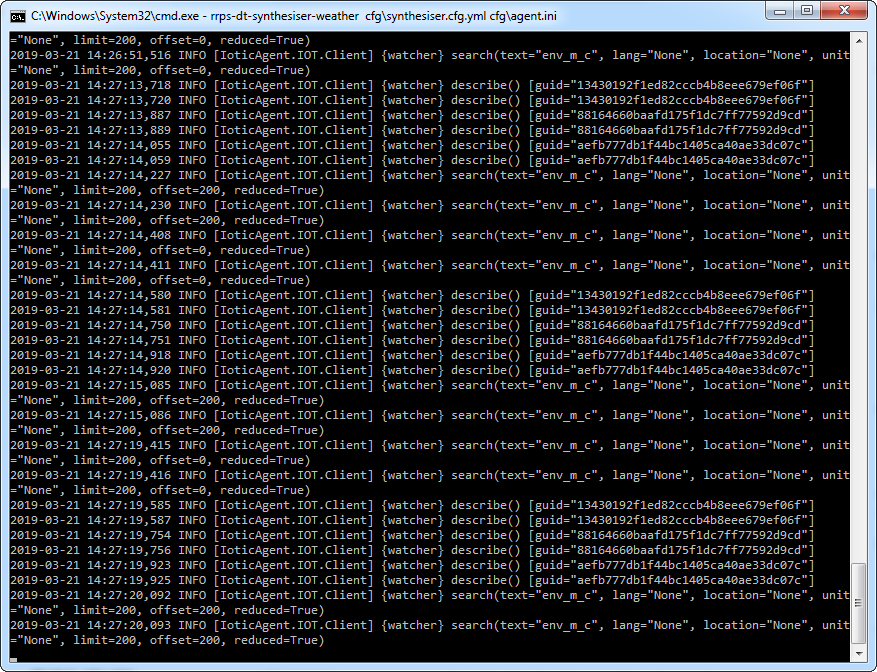 C:\Windows\System32\cmd.exe - rrps-dt-synthesiser-weather  cfg\synthesiser.cfg.yml cfg\agent.ini
="None", limit=200, offset=0, reduced=True)
2019-03-21 14:26:51,516 INFO [IoticAgent.IOT.Client] {watcher} search(text="env_m_c", lang="None", location="None", unit
="None", limit=200, offset=0, reduced=True)
2019-03-21 14:27:13,718 INFO [IoticAgent.IOT.Client] {watcher} describe() [guid="13430192f1ed82cccb4b8eee679ef06f"]
2019-03-21 14:27:13,720 INFO [IoticAgent.IOT.Client] {watcher} describe() [guid="13430192f1ed82cccb4b8eee679ef06f"]
2019-03-21 14:27:13,887 INFO [IoticAgent.IOT.Client] {watcher} describe() [guid="88164660baafd175f1dc7ff77592d9cd"]
2019-03-21 14:27:13,889 INFO [IoticAgent.IOT.Client] {watcher} describe() [guid="88164660baafd175f1dc7ff77592d9cd"]
2019-03-21 14:27:14,055 INFO [IoticAgent.IOT.Client] {watcher} describe() [guid="aefb777db1f44bc1405ca40ae33dc07c"]
2019-03-21 14:27:14,059 INFO [IoticAgent.IOT.Client] {watcher} describe() [guid="aefb777db1f44bc1405ca40ae33dc07c"]
2019-03-21 14:27:14,227 INFO [IoticAgent.IOT.Client] {watcher} search(text="env_m_c", lang="None", location="None", unit
="None", limit=200, offset=200, reduced=True)
2019-03-21 14:27:14,230 INFO [IoticAgent.IOT.Client] {watcher} search(text="env_m_c", lang="None", location="None", unit
="None", limit=200, offset=200, reduced=True)
2019-03-21 14:27:14,408 INFO [IoticAgent.IOT.Client] {watcher} search(text="env_m_c", lang="None", location="None", unit
="None", limit=200, offset=0, reduced=True)
2019-03-21 14:27:14,411 INFO [IoticAgent.IOT.Client] {watcher} search(text="env_m_c", lang="None", location="None", unit
="None", limit=200, offset=0, reduced=True)
2019-03-21 14:27:14,580 INFO [IoticAgent.IOT.Client] {watcher} describe() [guid="13430192f1ed82cccb4b8eee679ef06f"]
2019-03-21 14:27:14,581 INFO [IoticAgent.IOT.Client] {watcher} describe() [guid="13430192f1ed82cccb4b8eee679ef06f"]
2019-03-21 14:27:14,750 INFO [IoticAgent.IOT.Client] {watcher} describe() [guid="88164660baafd175f1dc7ff77592d9cd"]
2019-03-21 14:27:14,751 INFO [IoticAgent.IOT.Client] {watcher} describe() [guid="88164660baafd175f1dc7ff77592d9cd"]
2019-03-21 14:27:14,918 INFO [IoticAgent.IOT.Client] {watcher} describe() [guid="aefb777db1f44bc1405ca40ae33dc07c"]
2019-03-21 14:27:14,920 INFO [IoticAgent.IOT.Client] {watcher} describe() [guid="aefb777db1f44bc1405ca40ae33dc07c"]
2019-03-21 14:27:15,085 INFO [IoticAgent.IOT.Client] {watcher} search(text="env_m_c", lang="None", location="None", unit
="None", limit=200, offset=200, reduced=True)
2019-03-21 14:27:15,086 INFO [IoticAgent.IOT.Client] {watcher} search(text="env_m_c", lang="None", location="None", unit
="None", limit=200, offset=200, reduced=True)
2019-03-21 14:27:19,415 INFO [IoticAgent.IOT.Client] {watcher} search(text="env_m_c", lang="None", location="None", unit
="None", limit=200, offset=0, reduced=True)
2019-03-21 14:27:19,416 INFO [IoticAgent.IOT.Client] {watcher} search(text="env_m_c", lang="None", location="None", unit
="None", limit=200, offset=0, reduced=True)
2019-03-21 14:27:19,585 INFO [IoticAgent.IOT.Client] {watcher} describe() [guid="13430192f1ed82cccb4b8eee679ef06f"]
2019-03-21 14:27:19,587 INFO [IoticAgent.IOT.Client] {watcher} describe() [guid="13430192f1ed82cccb4b8eee679ef06f"]
2019-03-21 14:27:19,754 INFO [IoticAgent.IOT.Client] {watcher} describe() [guid="88164660baafd175f1dc7ff77592d9cd"]
2019-03-21 14:27:19,756 INFO [IoticAgent.IOT.Client] {watcher} describe() [guid="88164660baafd175f1dc7ff77592d9cd"]
2019-03-21 14:27:19,923 INFO [IoticAgent.IOT.Client] {watcher} describe() [guid="aefb777db1f44bc1405ca40ae33dc07c"]
2019-03-21 14:27:19,925 INFO [IoticAgent.IOT.Client] {watcher} describe() [guid="aefb777db1f44bc1405ca40ae33dc07c"]
2019-03-21 14:27:20,092 INFO [IoticAgent.IOT.Client] {watcher} search(text="env_m_c", lang="None", location="None", unit
="None", limit=200, offset=200, reduced=True)
2019-03-21 14:27:20,093 INFO [IoticAgent.IOT.Client] {watcher} search(text="env_m_c", lang="None", location="None", unit
="None", limit=200, offset=200, reduced=True)